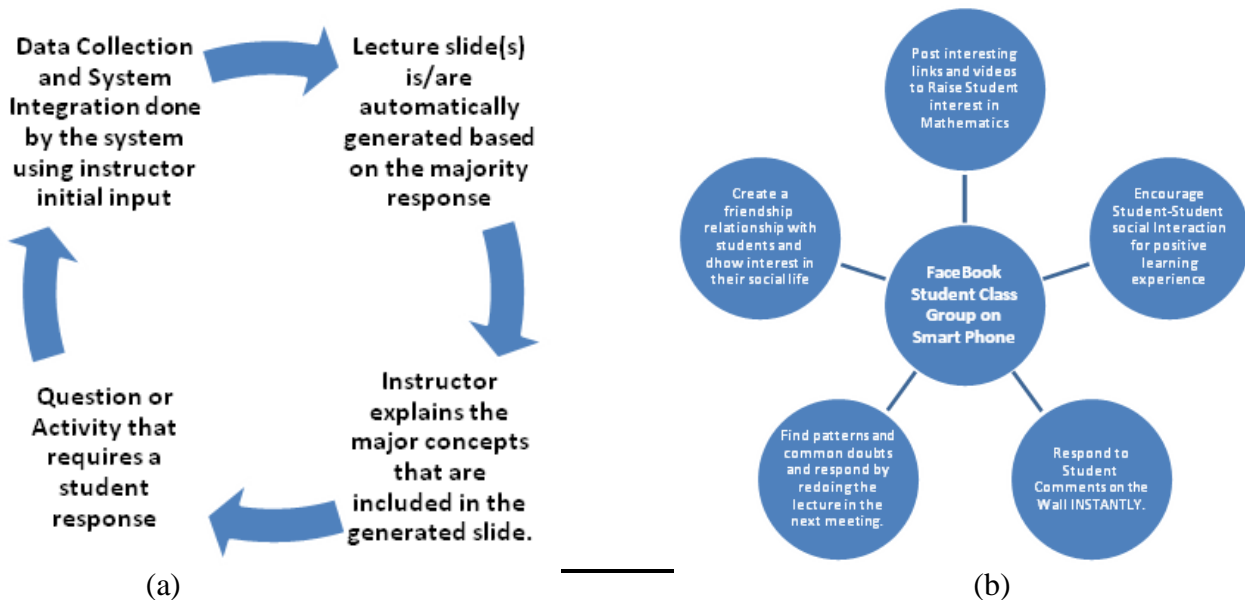 Data Collection
and System
Integration done
by the system
using instructor
initial input
Lecture slide(s)
is/are
automatically
generated based
on the majority
response
Instructor
explains the
major concepts
that are
included in the
generated slide.
Question or
Activity that
requires a
student
response
(a)
Post interesting
links and videos
to Raise Student
interest in
Mathematics
Encourage
Student-Student
social Interaction
for positive
learning
experience
Respond to
Student
Comments on the
Wall INSTANTLY.
Find patterns and
common doubts
and respond by
redoing the
lecture in the
next meeting.
Create a
friendship
relationship with
students and
dhow interest in
their social life
FaceBook
Student Class
Group on
Smart Phone
(b)